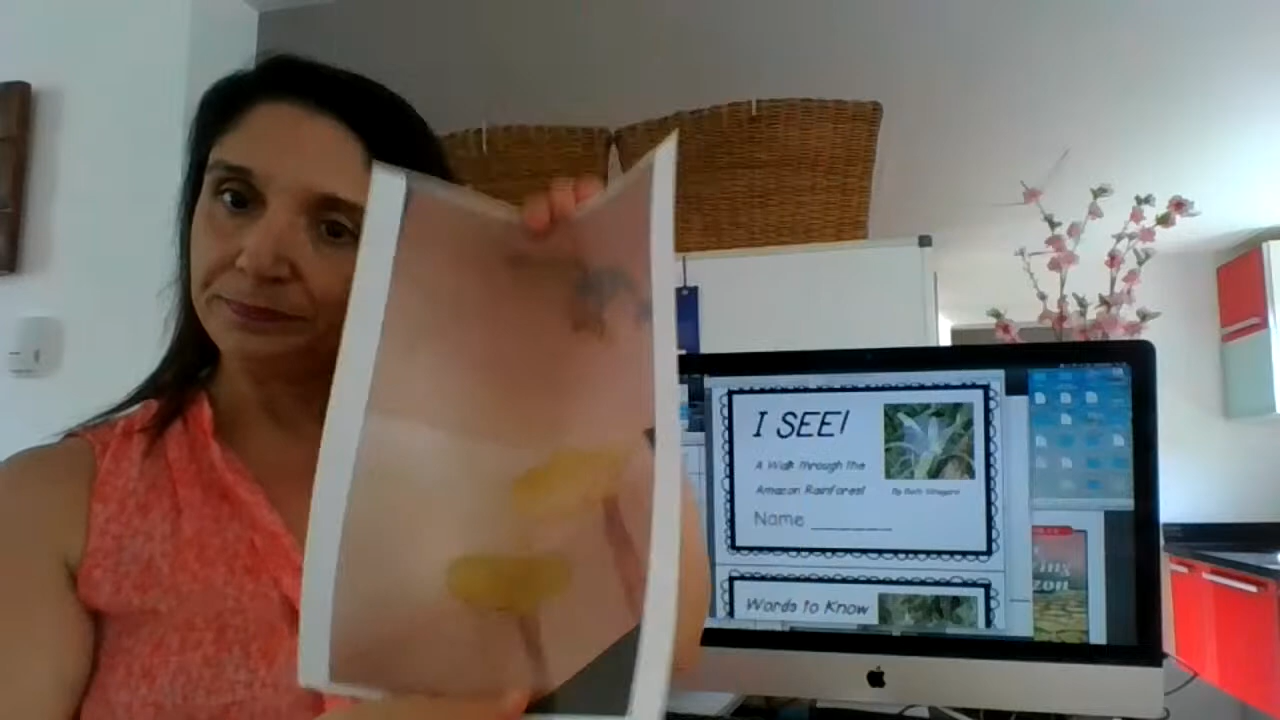 I SEE!
A Walk through the
Amazon Rainforest
Name
Words to Know